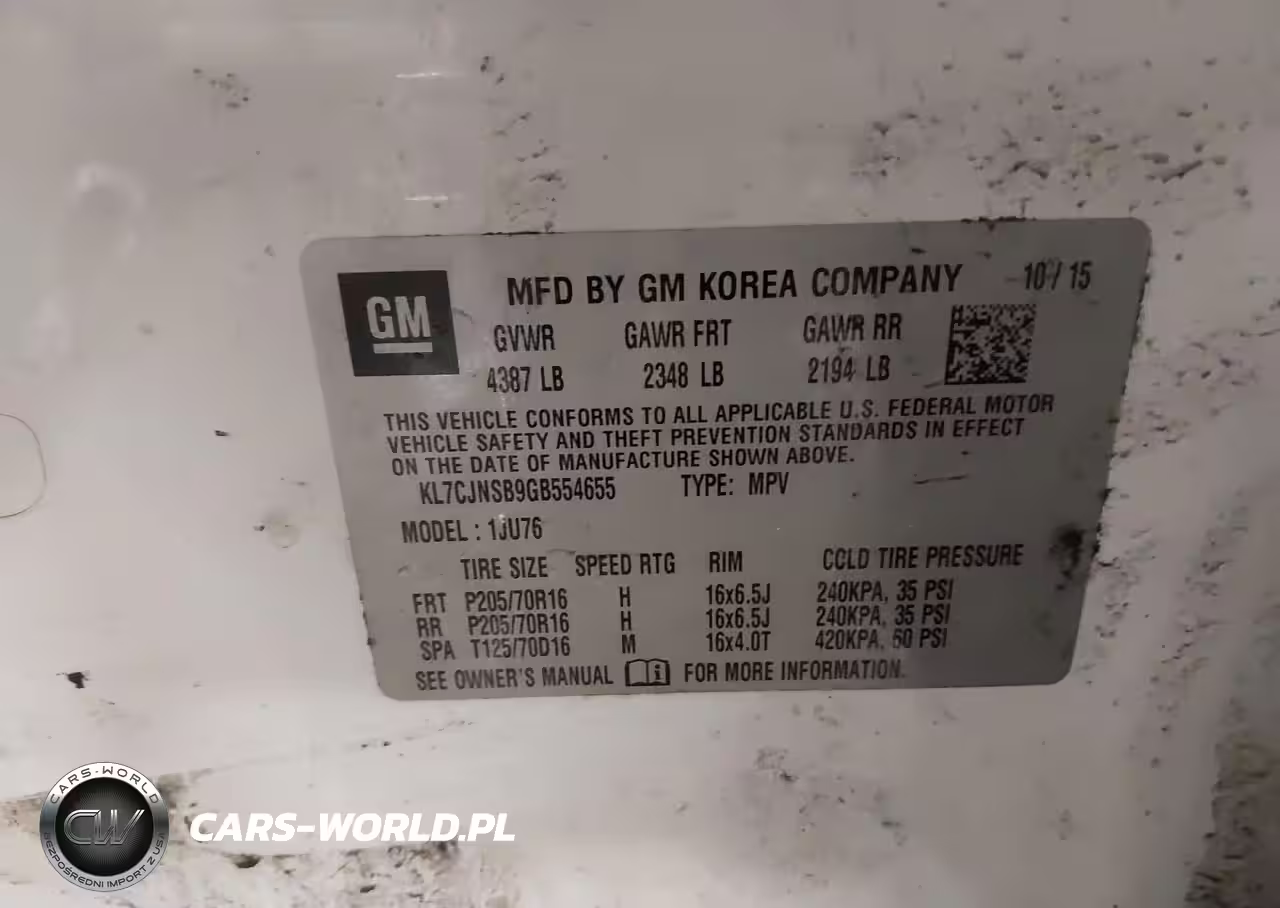 GM
MFD BY GM KOREA COMPANY 10/15
GVWR GAWR FRT GAWR RR
4387 LB 2348 LB 2194 LB
THIS VEHICLE CONFORMS TO ALL APPLICABLE U.S. FEDERAL MOTOR
VEHICLE SAFETY AND THEFT PREVENTION STANDARDS IN EFFECT
ON THE DATE OF MANUFACTURE SHOWN ABOVE.
KL7CJNSB9GB554655 TYPE: MPV
MODEL : 1JU76
TIRE SIZE SPEED RTG RIM COLD TIRE PRESSURE
FRT P205/70R16 H 16x6.5J 240KPA, 35 PSI
RR P205/70R16 H 16x6.5J 240KPA, 35 PSI
SPA T125/70D16 M 16x4.0T 420KPA, 60 PSI
SEE OWNER'S MANUAL i FOR MORE INFORMATION.
CARS-WORLD
CW
BEZPOŚREDNI IMPORT Z USA
CARS-WORLD.PL